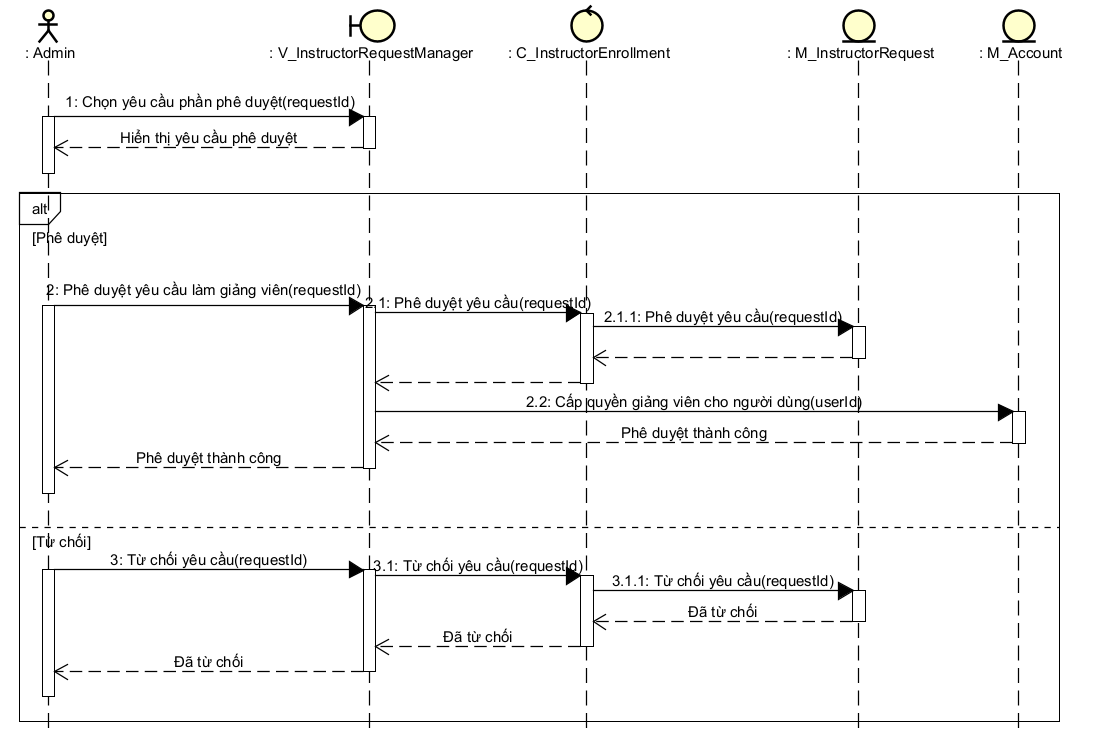 : Admin
: V_InstructorRequestManager
: C_InstructorEnrollment
: M_InstructorRequest
: M_Account
1: Chọn yêu cầu phần phê duyệt(requestId)
Hiển thị yêu cầu phê duyệt
alt
[Phê duyệt]
2: Phê duyệt yêu cầu làm giảng viên(requestId)
2.1: Phê duyệt yêu cầu(requestId)
2.1.1: Phê duyệt yêu cầu(requestId)
2.2: Cấp quyền giảng viên cho người dùng(userId)
Phê duyệt thành công
Phê duyệt thành công
[Từ chối]
3: Từ chối yêu cầu(requestId)
3.1: Từ chối yêu cầu(requestId)
3.1.1: Từ chối yêu cầu(requestId)
Đã từ chối
Đã từ chối
Đã từ chối